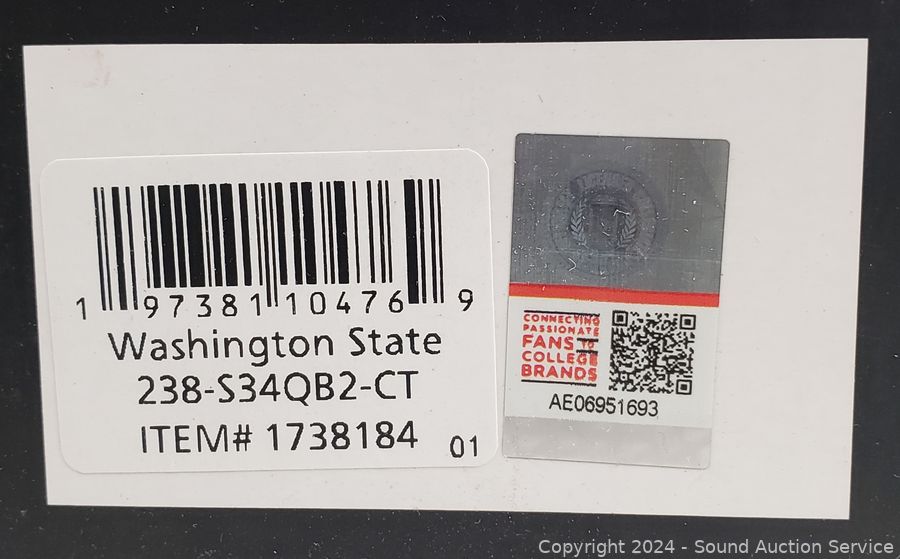 1 97381 10476 9
Washington State
238-S34QB2-CT
ITEM# 1738184 01
CONNECTING
PASSIONATE
FANS TO
COLLEGE
BRANDS
AE06951693
Copyright 2024 - Sound Auction Service